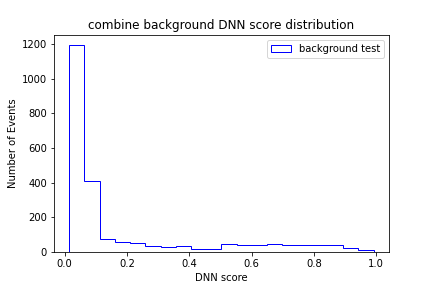 combine background DNN score distribution
background test
Number of Events
1200
1000
800
600
400
200
0
0.0 0.2 0.4 0.6 0.8 1.0
DNN score